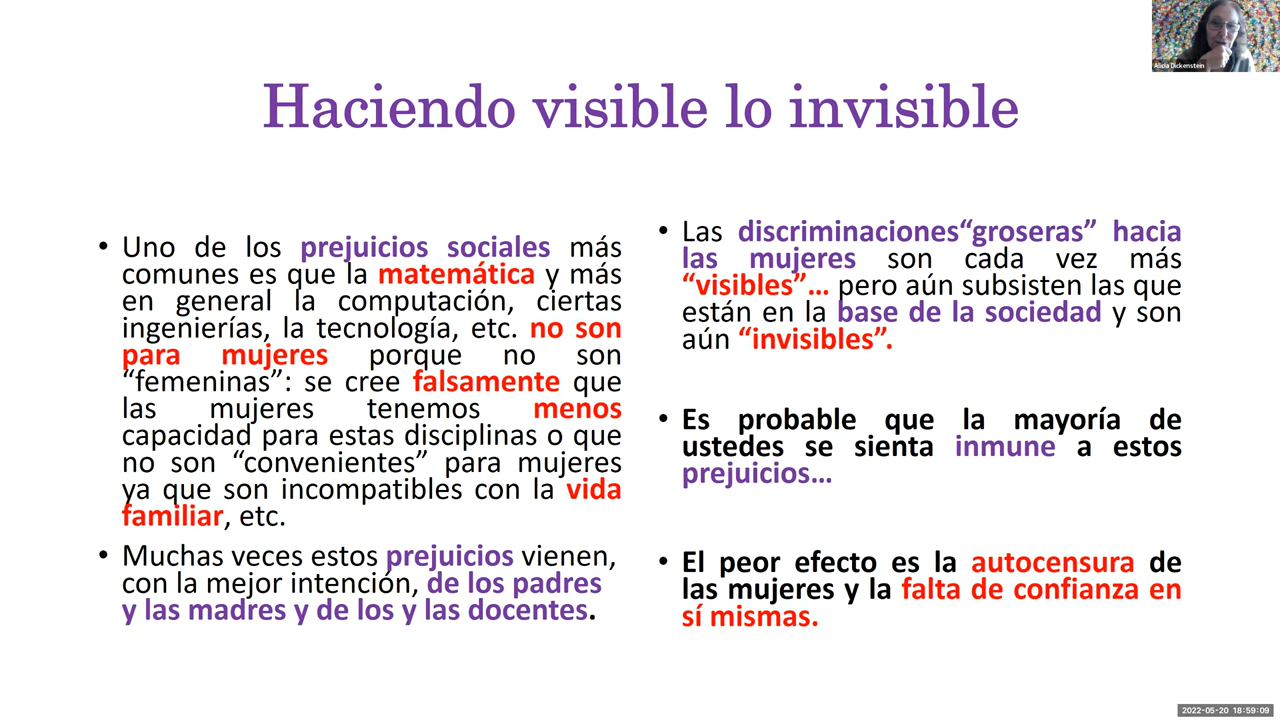 Alicia Dickenstein
Haciendo visible lo invisible
• Uno de los prejuicios sociales más
comunes es que la matemática y más
en general la computación, ciertas
ingenierías, la tecnología, etc. no son
para mujeres porque no son
“femeninas”: se cree falsamente que
las mujeres tenemos menos
capacidad para estas disciplinas o que
no son “convenientes” para mujeres
ya que son incompatibles con la vida
familiar, etc.
• Muchas veces estos prejuicios vienen,
con la mejor intención, de los padres
y las madres y de los y las docentes.
• Las discriminaciones“groseras” hacia
las mujeres son cada vez más
“visibles”… pero aún subsisten las que
están en la base de la sociedad y son
aún “invisibles”.
• Es probable que la mayoría de
ustedes se sienta inmune a estos
prejuicios…
• El peor efecto es la autocensura de
las mujeres y la falta de confianza en
sí mismas.
2022-05-20 18:59:09